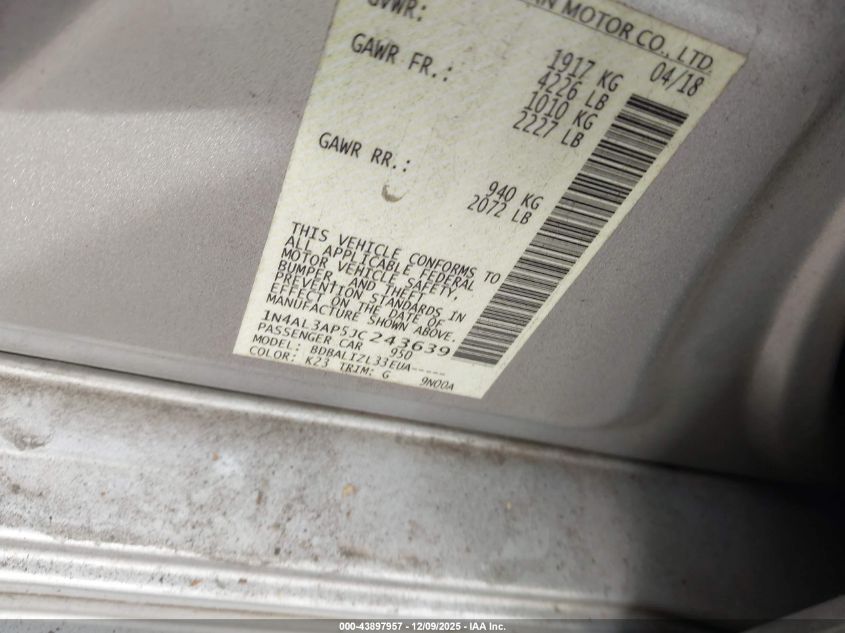 AN MOTOR CO., LTD.
04/18
GVWR: 1917 KG
4226 LB
GAWR FR.: 1010 KG
2227 LB
GAWR RR.: 940 KG
2072 LB
THIS VEHICLE CONFORMS TO
ALL APPLICABLE FEDERAL
MOTOR VEHICLE SAFETY,
BUMPER, AND THEFT
PREVENTION STANDARDS IN
EFFECT ON THE DATE OF
MANUFACTURE SHOWN ABOVE.
1N4AL3AP5JC243639
PASSENGER CAR 950
MODEL: BDBALIZL33EUA-----
COLOR: K23 TRIM: G 9N00A
000-43897957 - 12/09/2025 - IAA Inc.